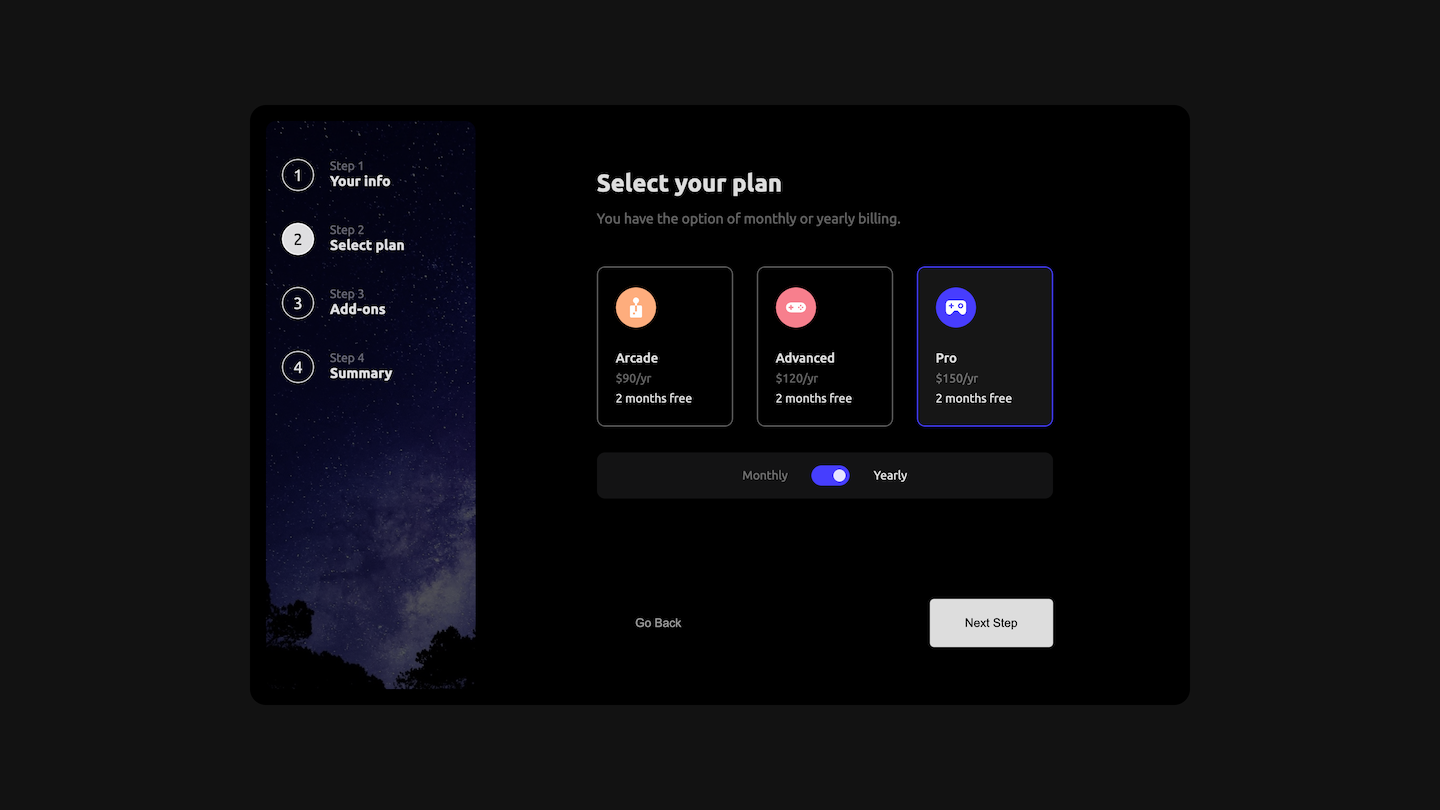 1
Step 1
Your info
2
Step 2
Select plan
3
Step 3
Add-ons
4
Step 4
Summary
Select your plan
You have the option of monthly or yearly billing.
Arcade
$90/yr
2 months free
Advanced
$120/yr
2 months free
Pro
$150/yr
2 months free
Monthly
Yearly
Go Back
Next Step